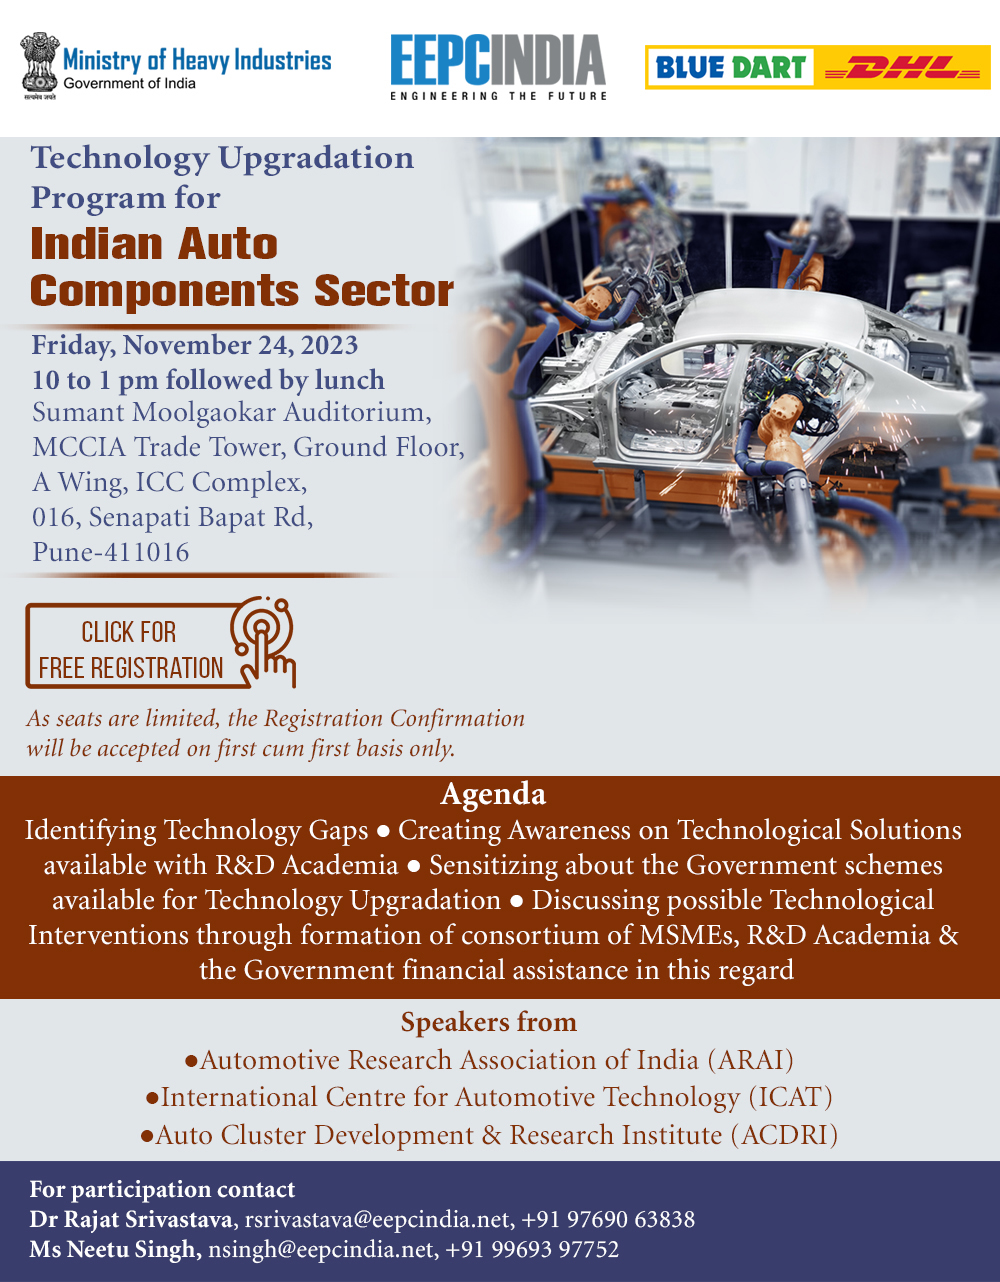 Ministry of Heavy Industries
Government of India
सत्यमेव जयते
EEPCINDIA
ENGINEERING THE FUTURE
BLUE DART
DHL
Technology Upgradation
Program for
Indian Auto
Components Sector
Friday, November 24, 2023
10 to 1 pm followed by lunch
Sumant Moolgaokar Auditorium,
MCCIA Trade Tower, Ground Floor,
A Wing, ICC Complex,
016, Senapati Bapat Rd,
Pune-411016
CLICK FOR
FREE REGISTRATION
As seats are limited, the Registration Confirmation
will be accepted on first cum first basis only.
Agenda
Identifying Technology Gaps ● Creating Awareness on Technological Solutions
available with R&D Academia ● Sensitizing about the Government schemes
available for Technology Upgradation ● Discussing possible Technological
Interventions through formation of consortium of MSMEs, R&D Academia &
the Government financial assistance in this regard
Speakers from
●Automotive Research Association of India (ARAI)
●International Centre for Automotive Technology (ICAT)
●Auto Cluster Development & Research Institute (ACDRI)
For participation contact
Dr Rajat Srivastava, rsrivastava@eepcindia.net, +91 97690 63838
Ms Neetu Singh, nsingh@eepcindia.net, +91 99693 97752